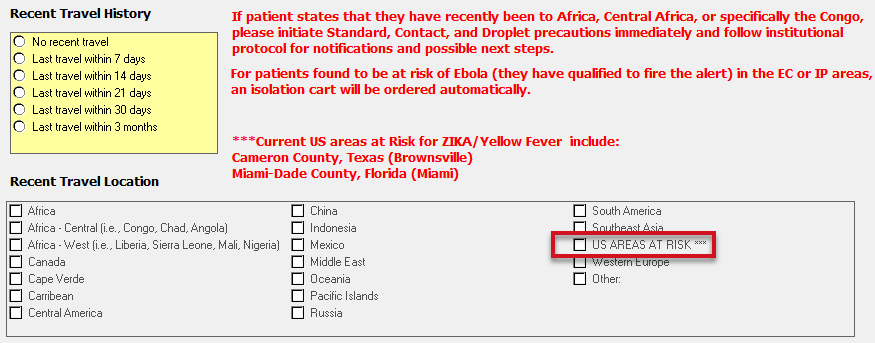 Recent Travel History
No recent travel
Last travel within 7 days
Last travel within 14 days
Last travel within 21 days
Last travel within 30 days
Last travel within 3 months
If patient states that they have recently been to Africa, Central Africa, or specifically the Congo,
please initiate Standard, Contact, and Droplet precautions immediately and follow institutional
protocol for notifications and possible next steps.
For patients found to be at risk of Ebola (they have qualified to fire the alert) in the EC or IP areas,
an isolation cart will be ordered automatically.
***Current US areas at Risk for ZIKA/Yellow Fever include:
Cameron County, Texas (Brownsville)
Miami-Dade County, Florida (Miami)
Recent Travel Location
Africa
Africa - Central (i.e., Congo, Chad, Angola)
Africa - West (i.e., Liberia, Sierra Leone, Mali, Nigeria)
Canada
Cape Verde
Carribean
Central America
China
Indonesia
Mexico
Middle East
Oceania
Pacific Islands
Russia
South America
Southeast Asia
US AREAS AT RISK ***
Western Europe
Other: